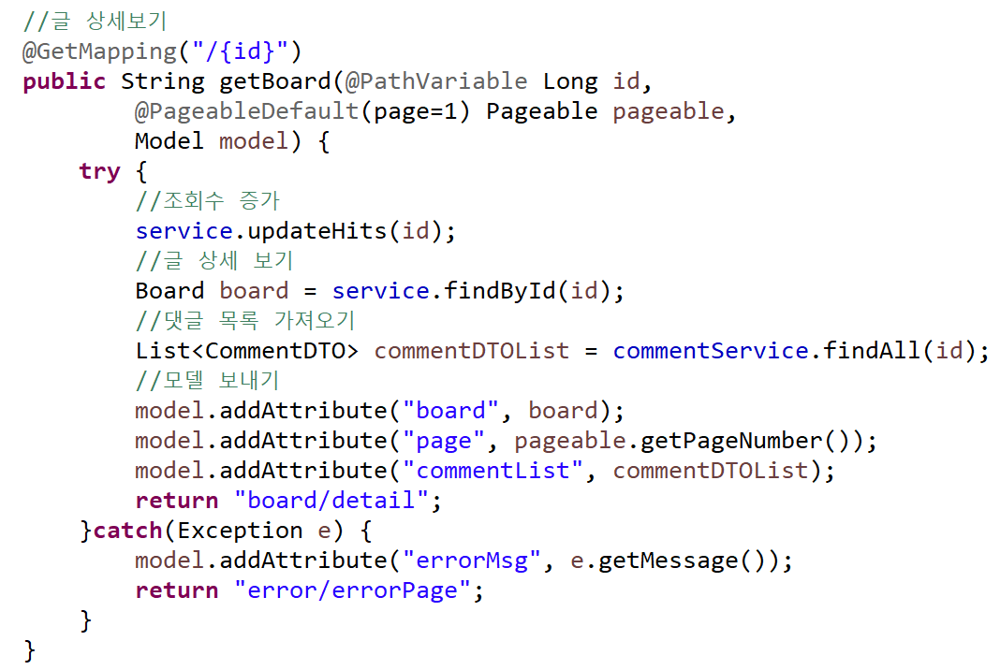 //글 상세보기
@GetMapping("/{id}")
public String getBoard(@PathVariable Long id,
        @PageableDefault(page=1) Pageable pageable,
        Model model) {
    try {
        //조회수 증가
        service.updateHits(id);
        //글 상세 보기
        Board board = service.findById(id);
        //댓글 목록 가져오기
        List<CommentDTO> commentDTOList = commentService.findAll(id);
        //모델 보내기
        model.addAttribute("board", board);
        model.addAttribute("page", pageable.getPageNumber());
        model.addAttribute("commentList", commentDTOList);
        return "board/detail";
    }catch(Exception e) {
        model.addAttribute("errorMsg", e.getMessage());
        return "error/errorPage";
    }
}